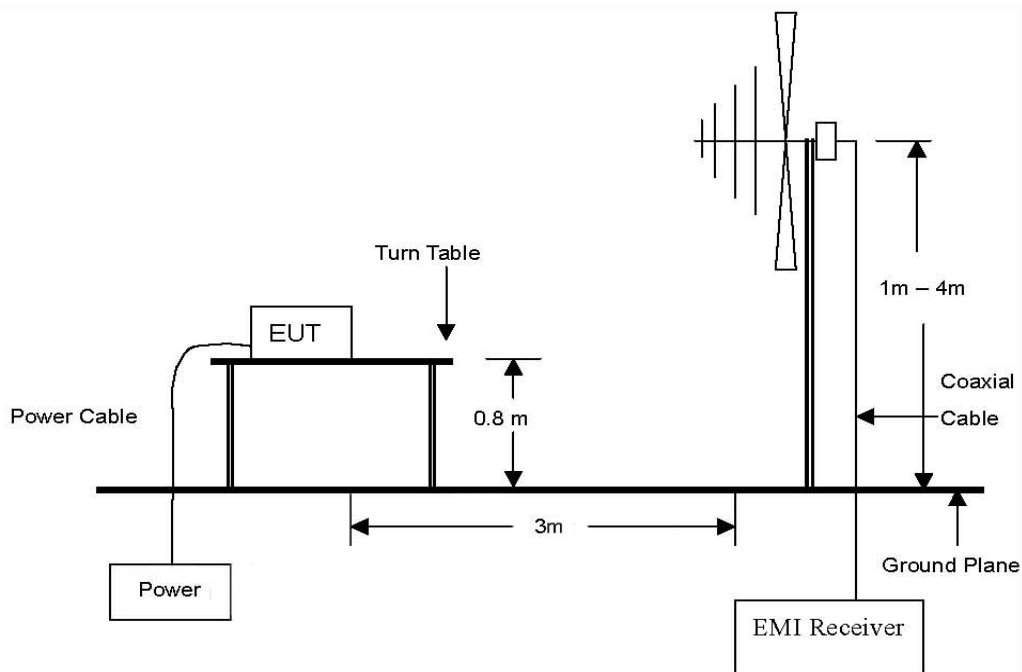 Turn Table
1m – 4m
EUT
Coaxial
Cable
Power Cable
0.8 m
3m
Ground Plane
Power
EMI Receiver